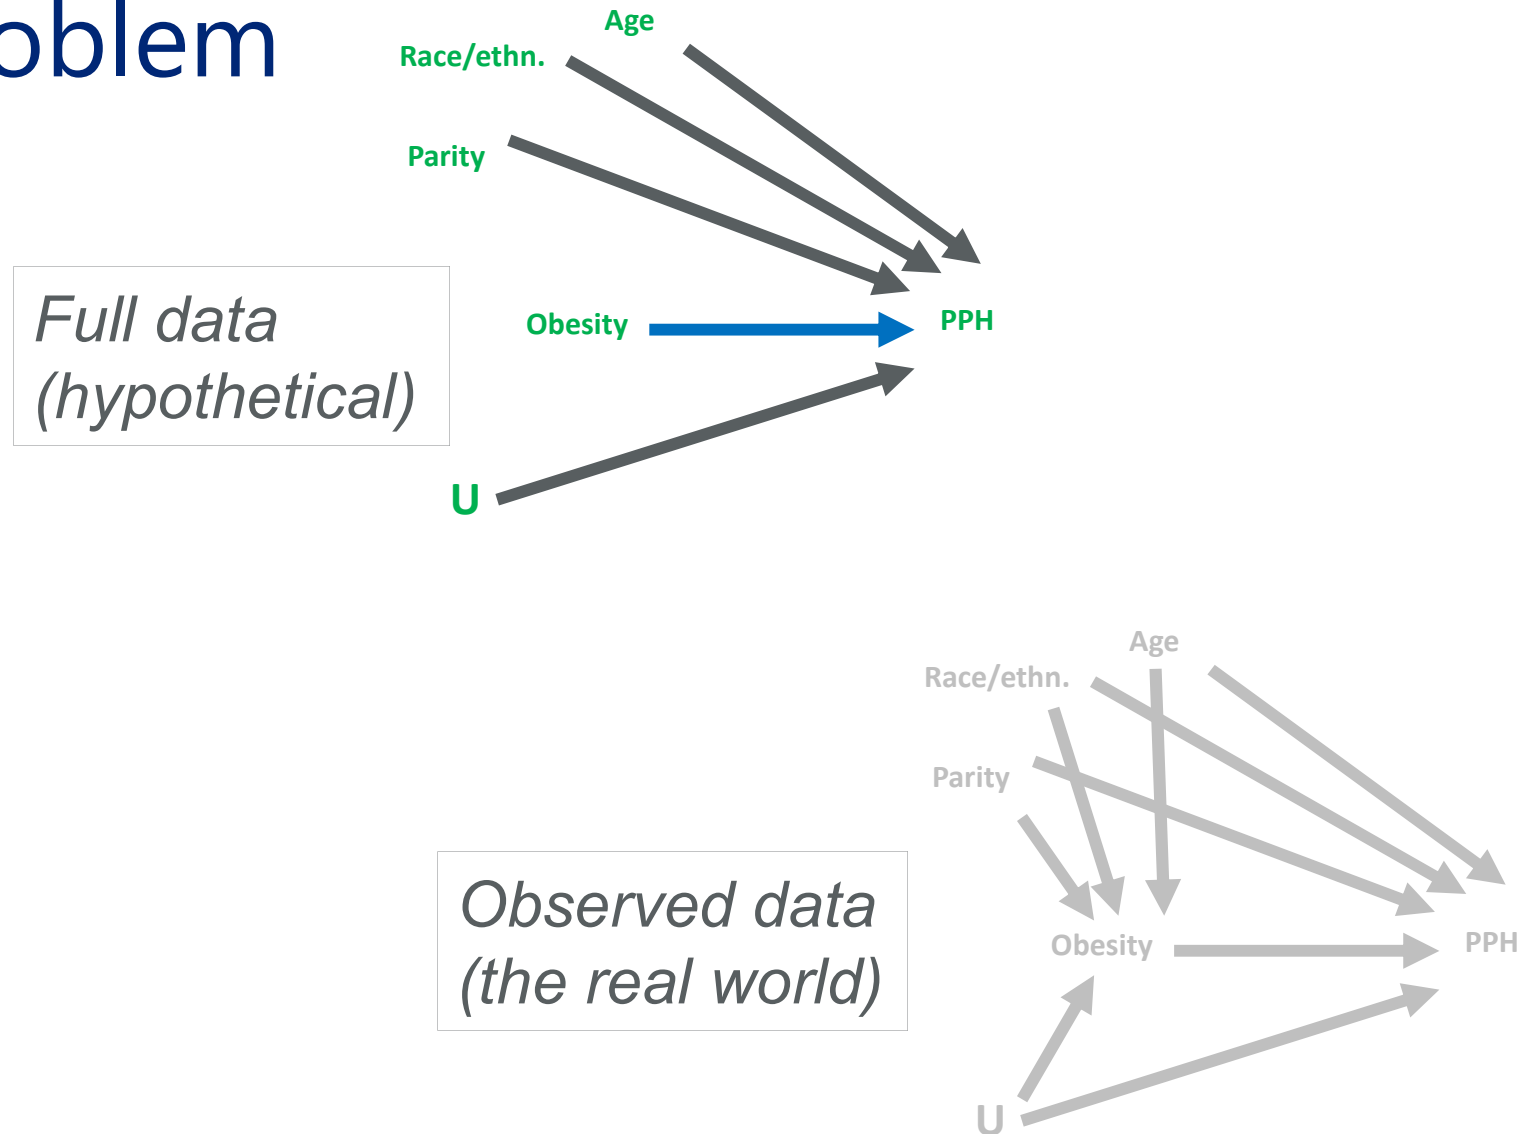 oblem
Age
Race/ethn.
Parity
Full data
(hypothetical)
Obesity
PPH
U
Age
Race/ethn.
Parity
Observed data
(the real world)
Obesity
PPH
U